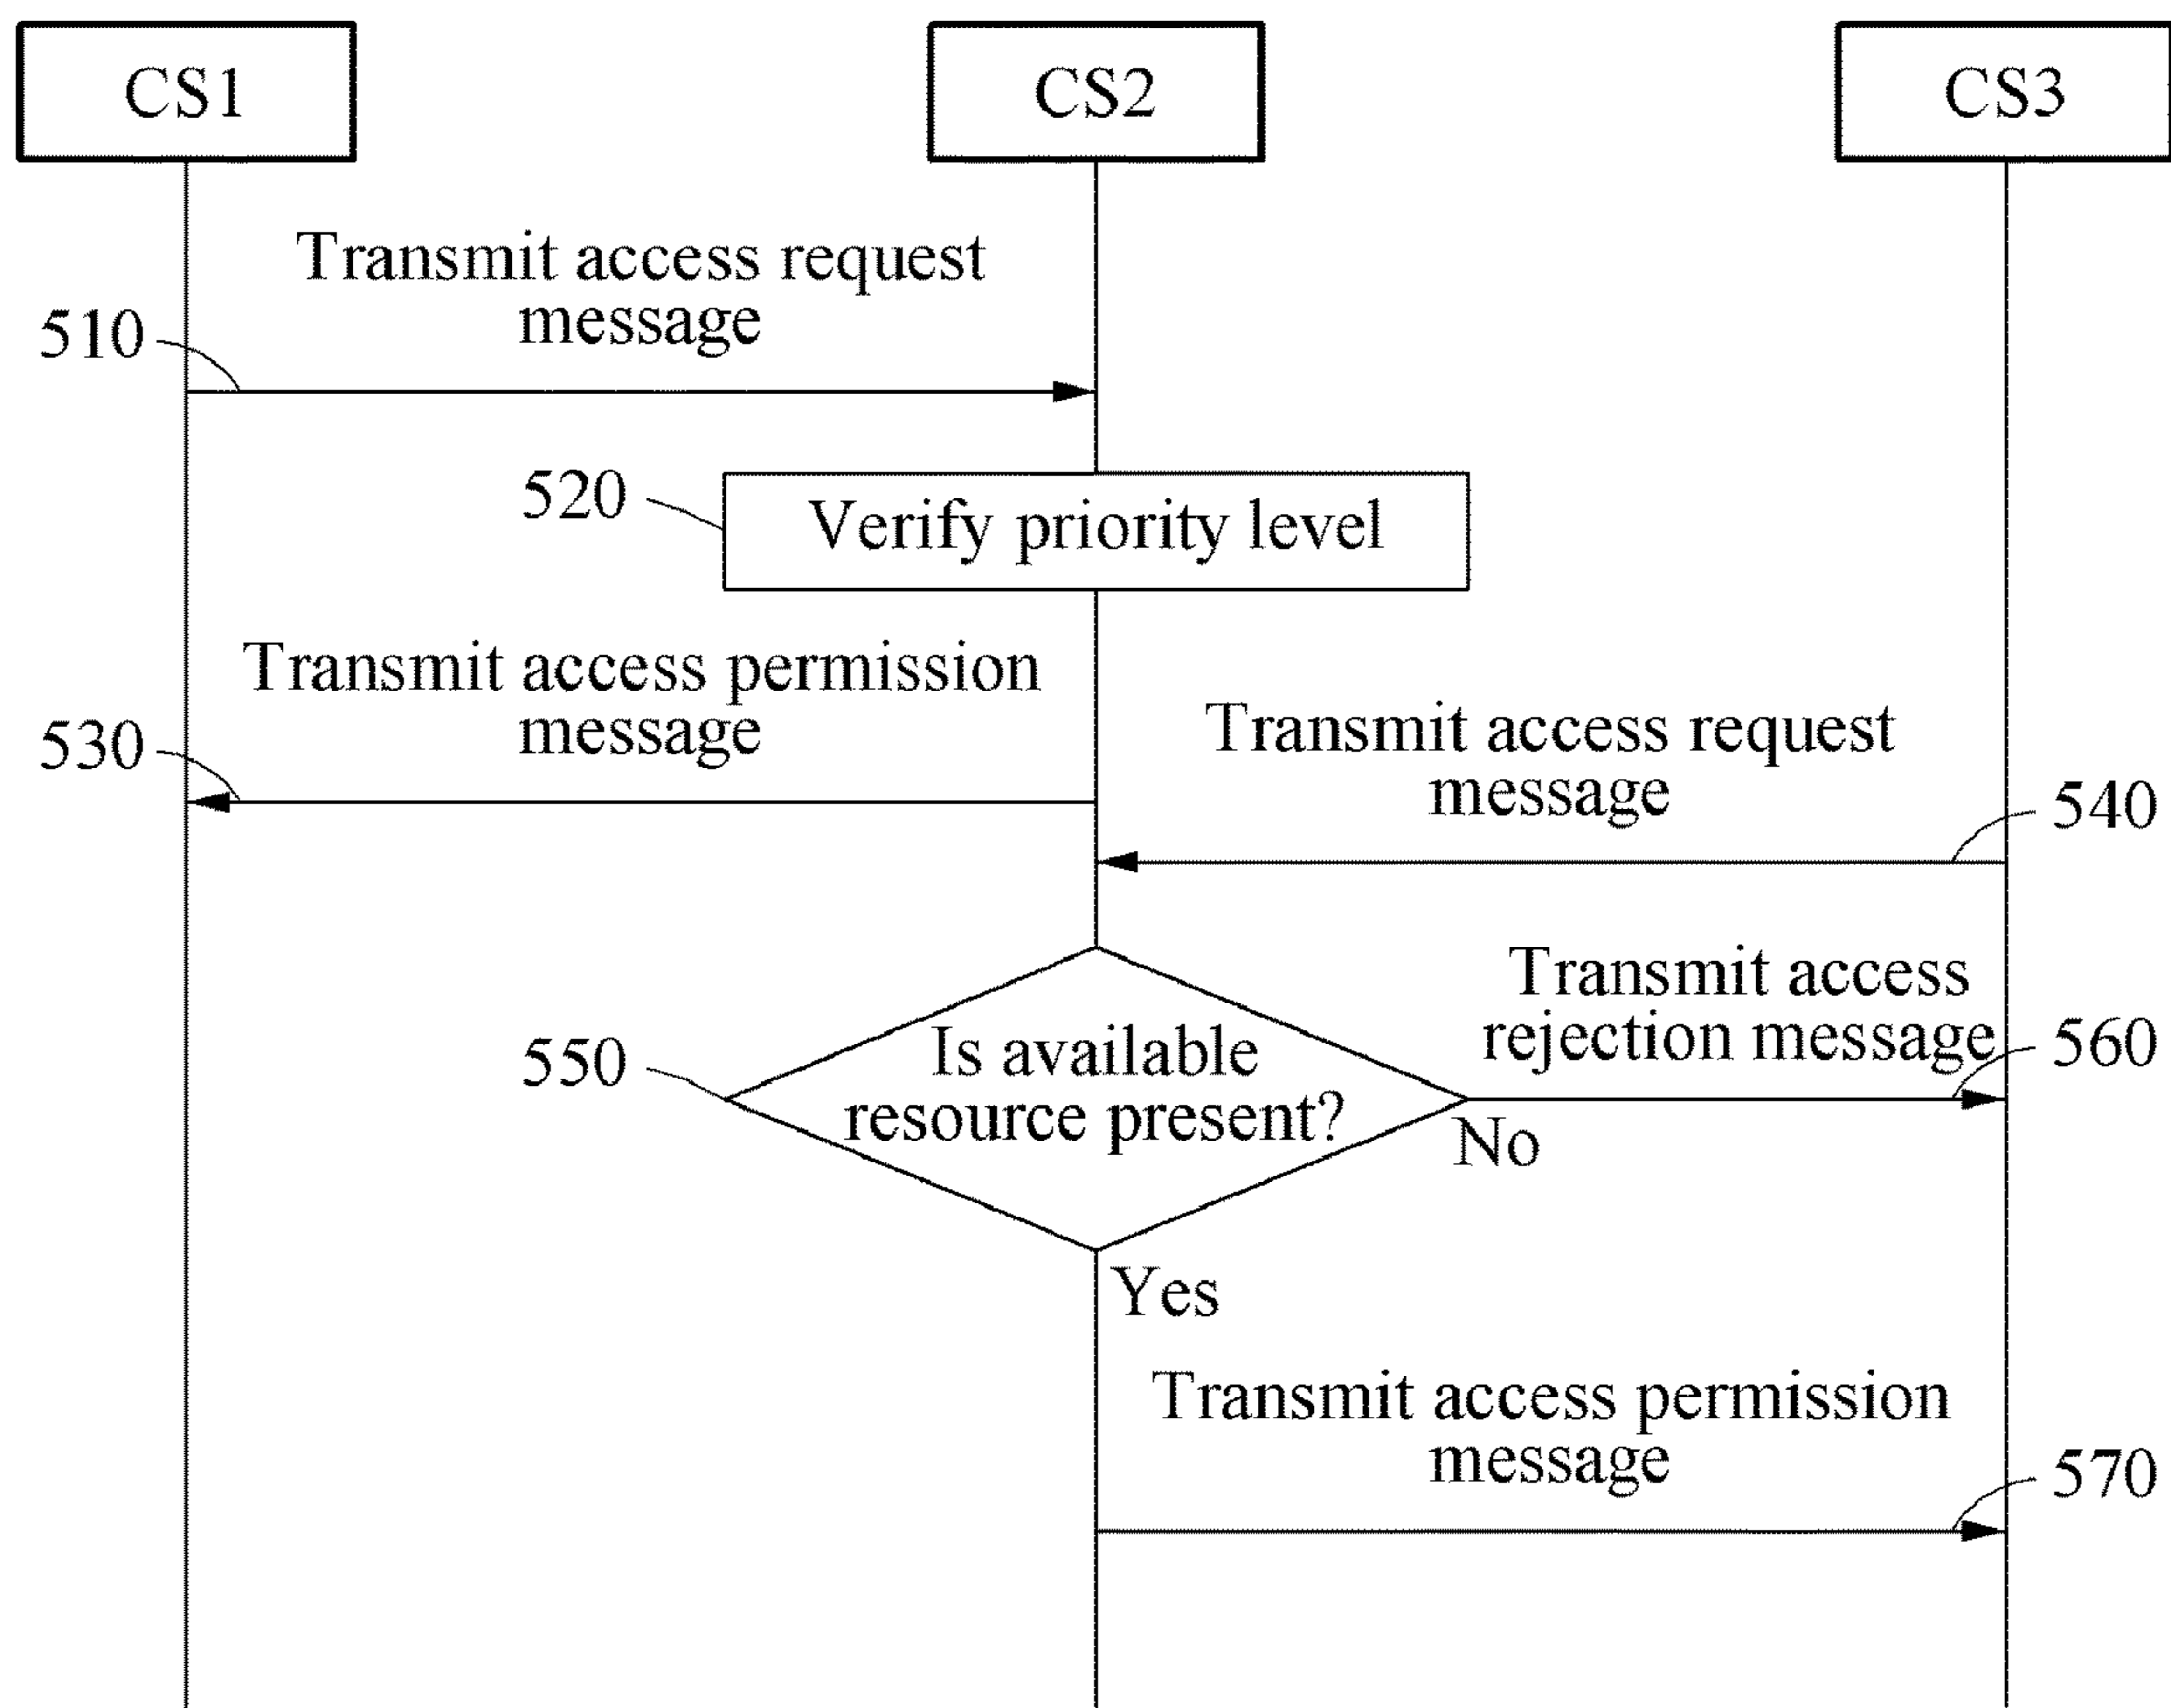 CS1
CS2
CS3
Transmit access request
message
510
520
Verify priority level
Transmit access permission
message
530
Transmit access request
message
540
550
Is available
resource present?
Transmit access
rejection message
560
No
Yes
Transmit access permission
message
570